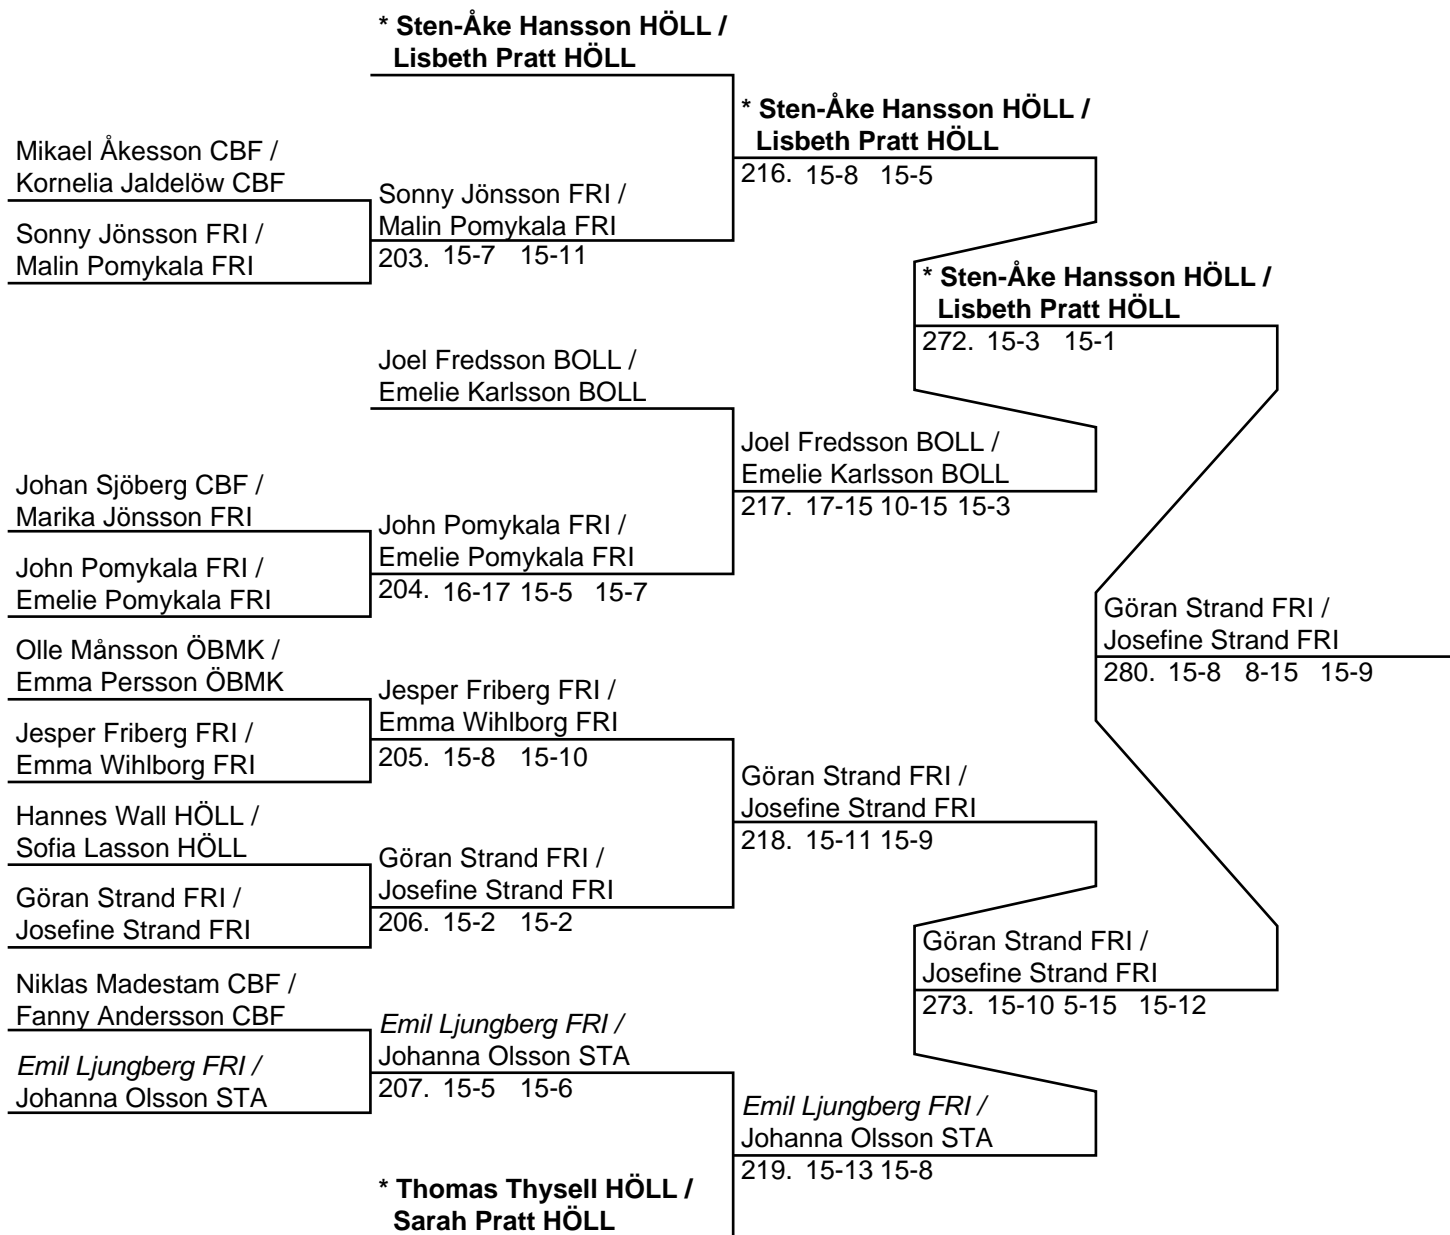 * Sten-Åke Hansson HÖLL /
Lisbeth Pratt HÖLL
Mikael Åkesson CBF /
Kornelia Jaldelöw CBF
Sonny Jönsson FRI /
Malin Pomykala FRI
Sonny Jönsson FRI /
Malin Pomykala FRI
203. 15-7 15-11
* Sten-Åke Hansson HÖLL /
Lisbeth Pratt HÖLL
216. 15-8 15-5
* Sten-Åke Hansson HÖLL /
Lisbeth Pratt HÖLL
272. 15-3 15-1
Joel Fredsson BOLL /
Emelie Karlsson BOLL
Johan Sjöberg CBF /
Marika Jönsson FRI
John Pomykala FRI /
Emelie Pomykala FRI
John Pomykala FRI /
Emelie Pomykala FRI
204. 16-17 15-5 15-7
Joel Fredsson BOLL /
Emelie Karlsson BOLL
217. 17-15 10-15 15-3
Göran Strand FRI /
Josefine Strand FRI
280. 15-8 8-15 15-9
Olle Månsson ÖBMK /
Emma Persson ÖBMK
Jesper Friberg FRI /
Emma Wihlborg FRI
Jesper Friberg FRI /
Emma Wihlborg FRI
205. 15-8 15-10
Hannes Wall HÖLL /
Sofia Lasson HÖLL
Göran Strand FRI /
Josefine Strand FRI
Göran Strand FRI /
Josefine Strand FRI
206. 15-2 15-2
Göran Strand FRI /
Josefine Strand FRI
218. 15-11 15-9
Göran Strand FRI /
Josefine Strand FRI
273. 15-10 5-15 15-12
Niklas Madestam CBF /
Fanny Andersson CBF
Emil Ljungberg FRI /
Johanna Olsson STA
Emil Ljungberg FRI /
Johanna Olsson STA
207. 15-5 15-6
Emil Ljungberg FRI /
Johanna Olsson STA
219. 15-13 15-8
* Thomas Thysell HÖLL /
Sarah Pratt HÖLL